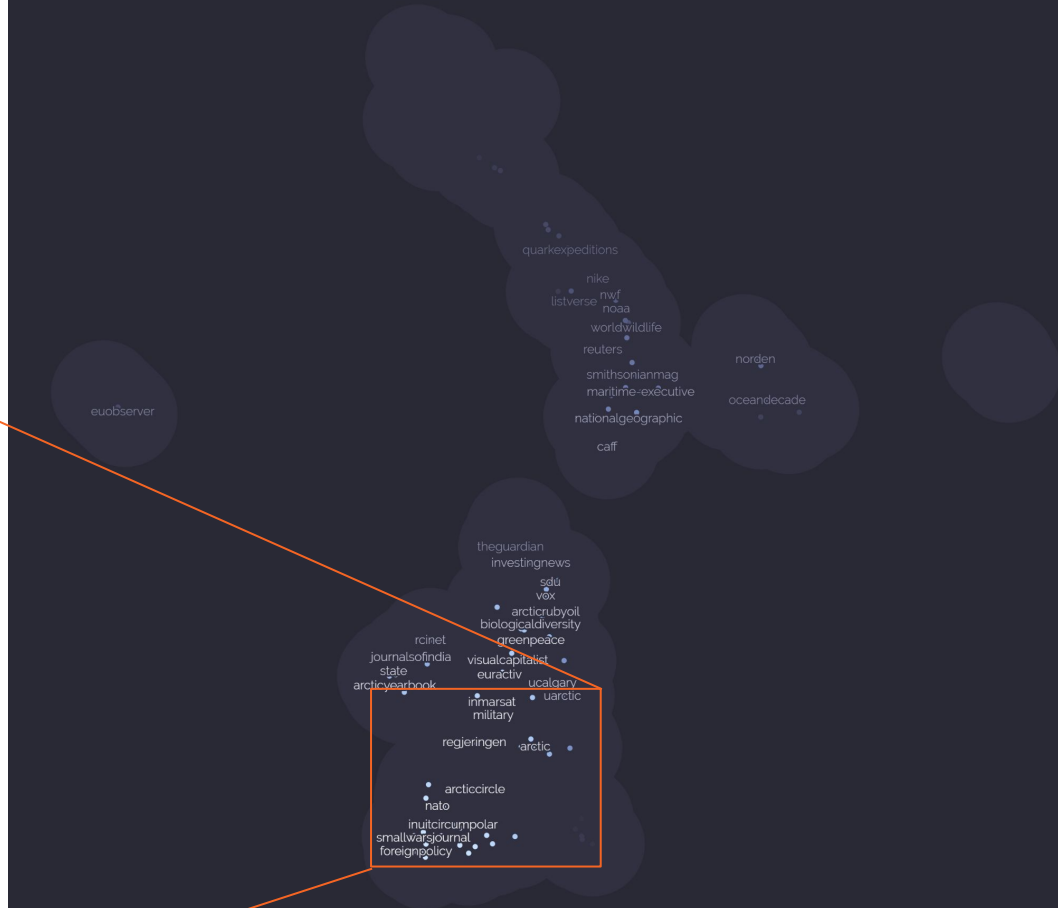 quarkexpeditions
nike
nwf
listverse
noaa
worldwildlife
reuters
norden
smithsonianmag
maritime-executive
oceandecade
euobserver
nationalgeographic
caff
theguardian
investingnews
sdu
vox
arcticrubyoil
biologicaldiversity
rcinet
greenpeace
journalsofindia
visualcapitalist
state
euractiv
arcticyearbook
ucalgary
uarctic
inmarsat
military
regjeringen
arctic
arcticcircle
nato
inuitcircumpolar
smallwarsjournal
foreignpolicy